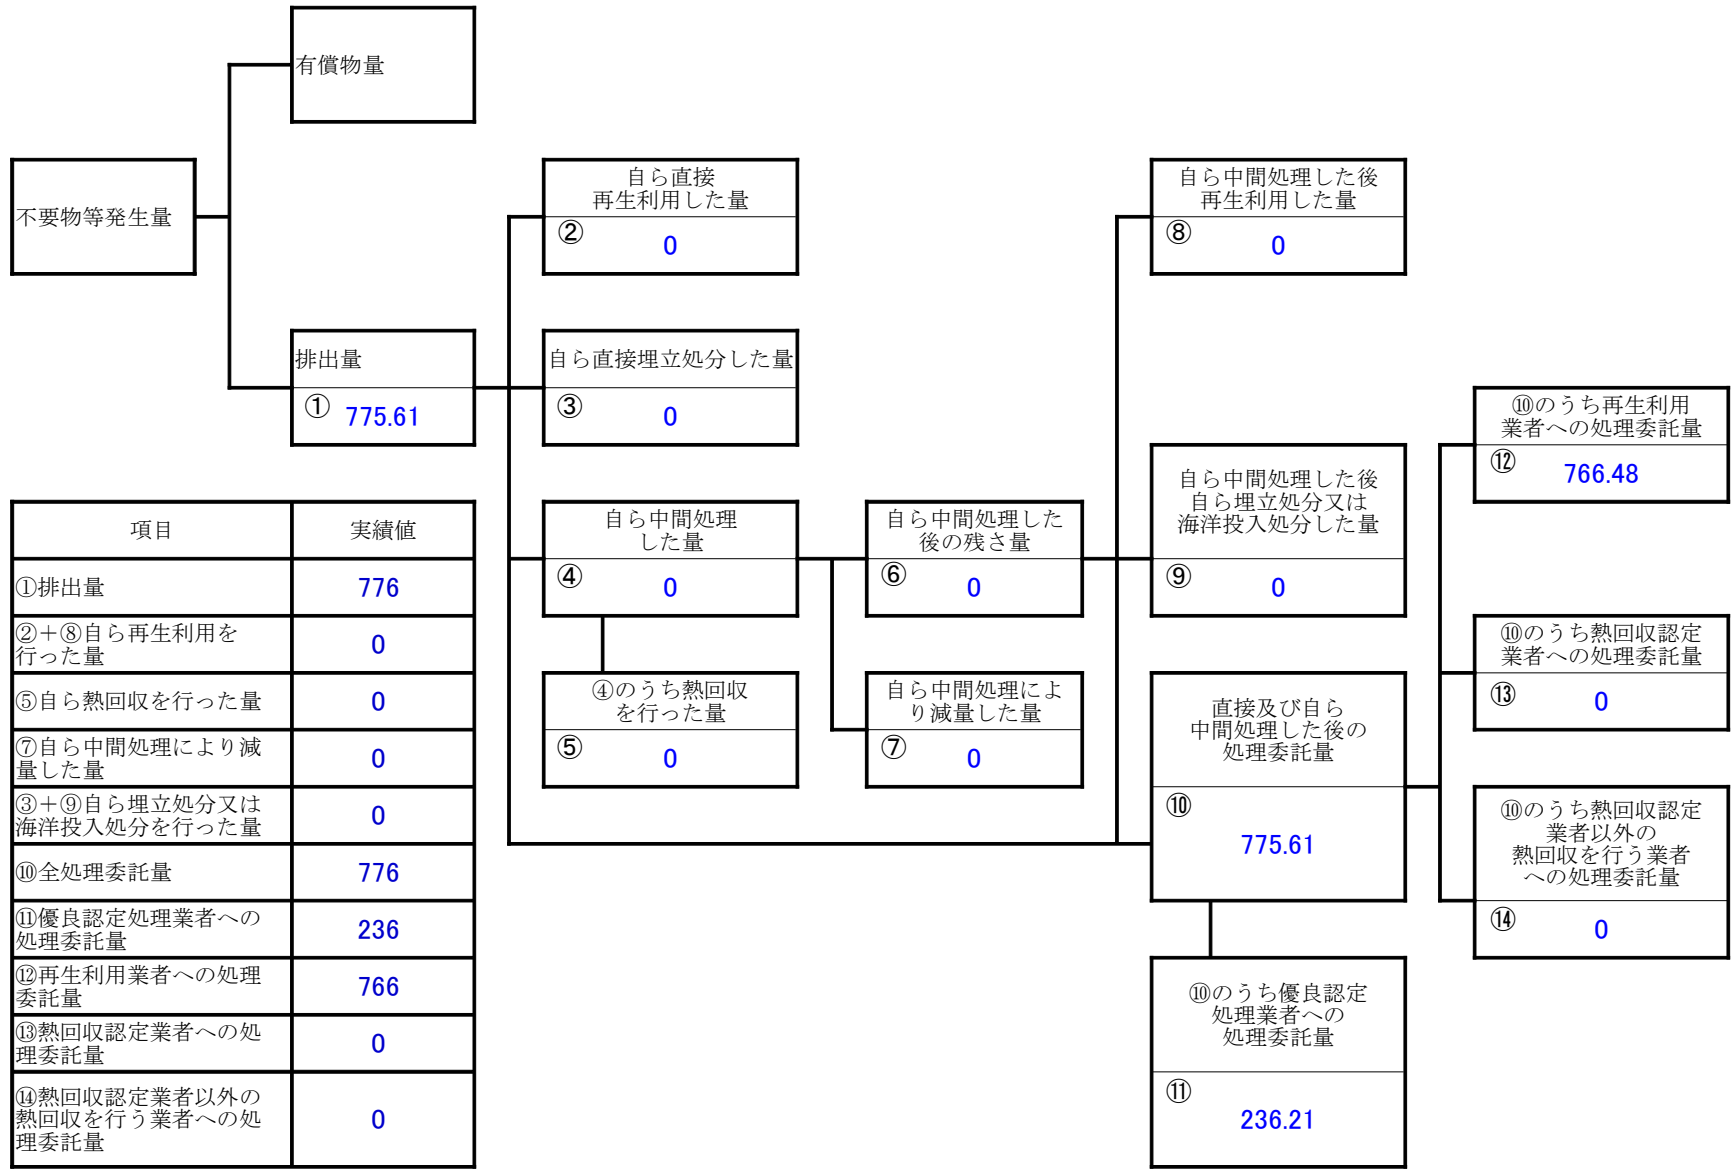 有償物量
不要物等発生量
自ら直接
再生利用した量
②
0
自ら中間処理した後
再生利用した量
⑧
0
排出量
①
775.61
自ら直接埋立処分した量
③
0
⑩のうち再生利用
業者への処理委託量
⑫
766.48
自ら中間処理
した量
④
0
自ら中間処理した
後の残さ量
⑥
0
自ら中間処理した後
自ら埋立処分又は
海洋投入処分した量
⑨
0
⑩のうち熱回収認定
業者への処理委託量
⑬
0
④のうち熱回収
を行った量
⑤
0
自ら中間処理によ
り減量した量
⑦
0
直接及び自ら
中間処理した後の
処理委託量
⑩
775.61
⑩のうち熱回収認定
業者以外の
熱回収を行う業者
への処理委託量
⑭
0
⑩のうち優良認定
処理業者への
処理委託量
⑪
236.21
項目
実績値
①排出量
776
②＋⑧自ら再生利用を
行った量
0
⑤自ら熱回収を行った量
0
⑦自ら中間処理により減
量した量
0
③＋⑨自ら埋立処分又は
海洋投入処分を行った量
0
⑩全処理委託量
776
⑪優良認定処理業者への
処理委託量
236
⑫再生利用業者への処理
委託量
766
⑬熱回収認定業者への処
理委託量
0
⑭熱回収認定業者以外の
熱回収を行う業者への処
理委託量
0